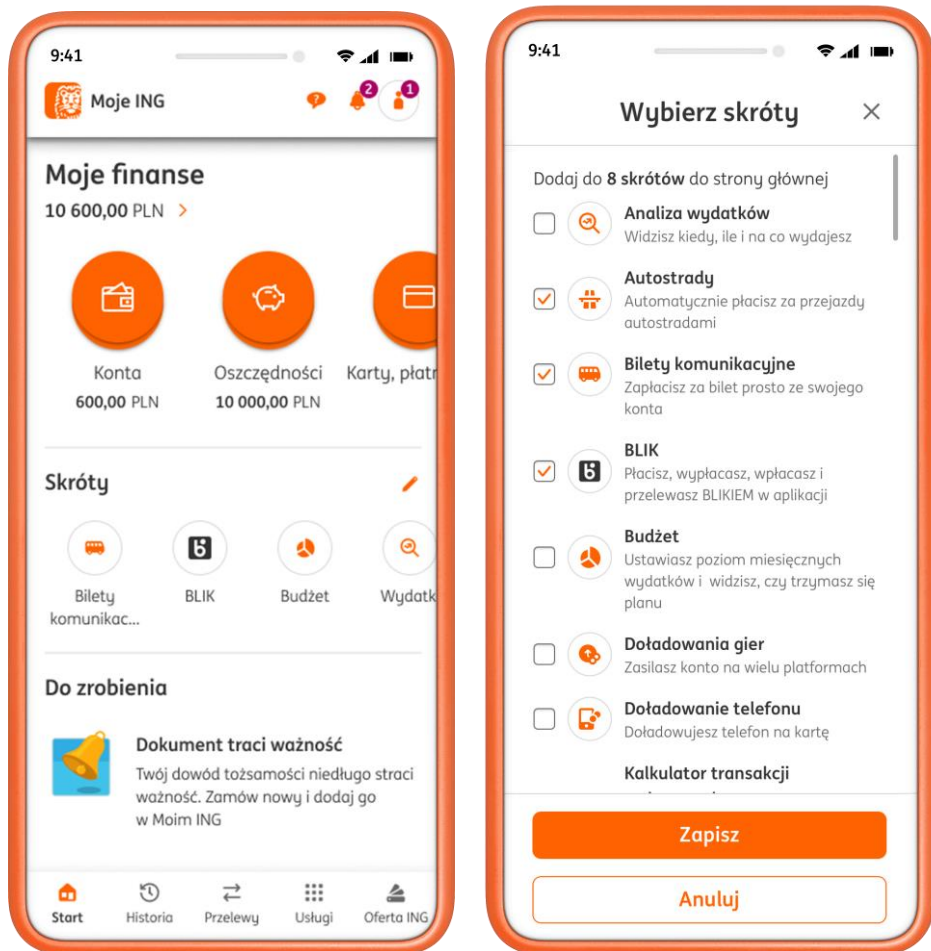 9:41
Moje ING
2
1
Moje finanse
10 600,00 PLN
Konta
Oszczędności
Karty, płatr
600,00 PLN
10 000,00 PLN
Skróty
Bilety
komunikac...
BLIK
Budżet
Wydatk
Do zrobienia
Dokument traci ważność
Twój dowód tożsamości niedługo straci
ważność. Zamów nowy i dodaj go
w Moim ING
Start
Historia
Przelewy
Usługi
Oferta ING
9:41
Wybierz skróty
Dodaj do 8 skrótów do strony głównej
Analiza wydatków
Widzisz kiedy, ile i na co wydajesz
Autostrady
Automatycznie płacisz za przejazdy
autostradami
Bilety komunikacyjne
Zapłacisz za bilet prosto ze swojego
konta
BLIK
Płacisz, wypłacasz, wpłacasz i
przelewasz BLIKIEM w aplikacji
Budżet
Ustawiasz poziom miesięcznych
wydatków i widzisz, czy trzymasz się
planu
Doładowania gier
Zasilasz konto na wielu platformach
Doładowanie telefonu
Doładowujesz telefon na kartę
Kalkulator transakcji
Zapisz
Anuluj